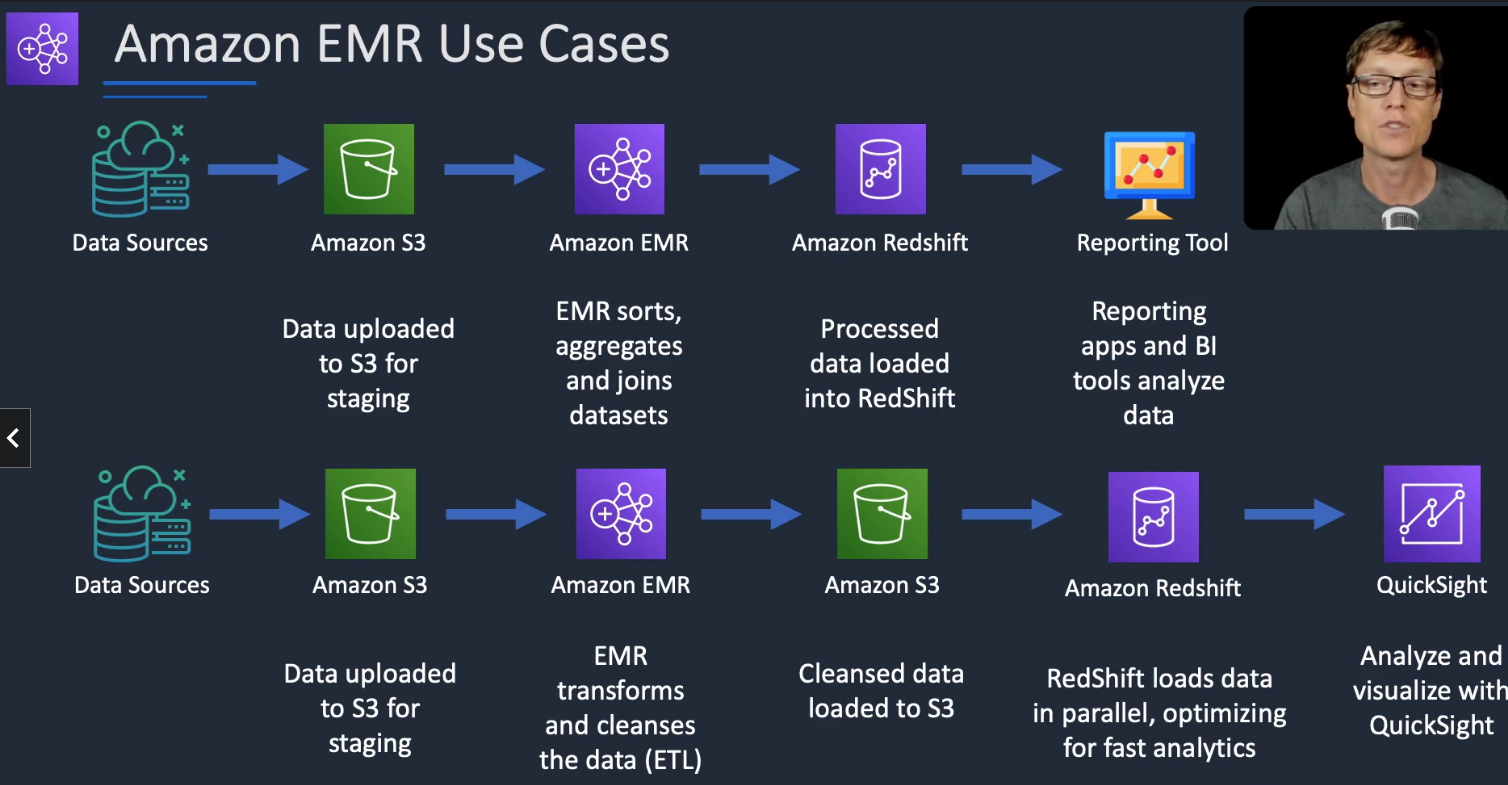 Amazon EMR Use Cases
Data Sources
Amazon S3
Amazon EMR
Amazon Redshift
Reporting Tool
Data uploaded
to S3 for
staging
EMR sorts,
aggregates
and joins
datasets
Processed
data loaded
into RedShift
Reporting
apps and BI
tools analyze
data
Data Sources
Amazon S3
Amazon EMR
Amazon S3
Amazon Redshift
QuickSight
Data uploaded
to S3 for
staging
EMR
transforms
and cleanses
the data (ETL)
Cleansed data
loaded to S3
RedShift loads data
in parallel, optimizing
for fast analytics
Analyze and
visualize with
QuickSight